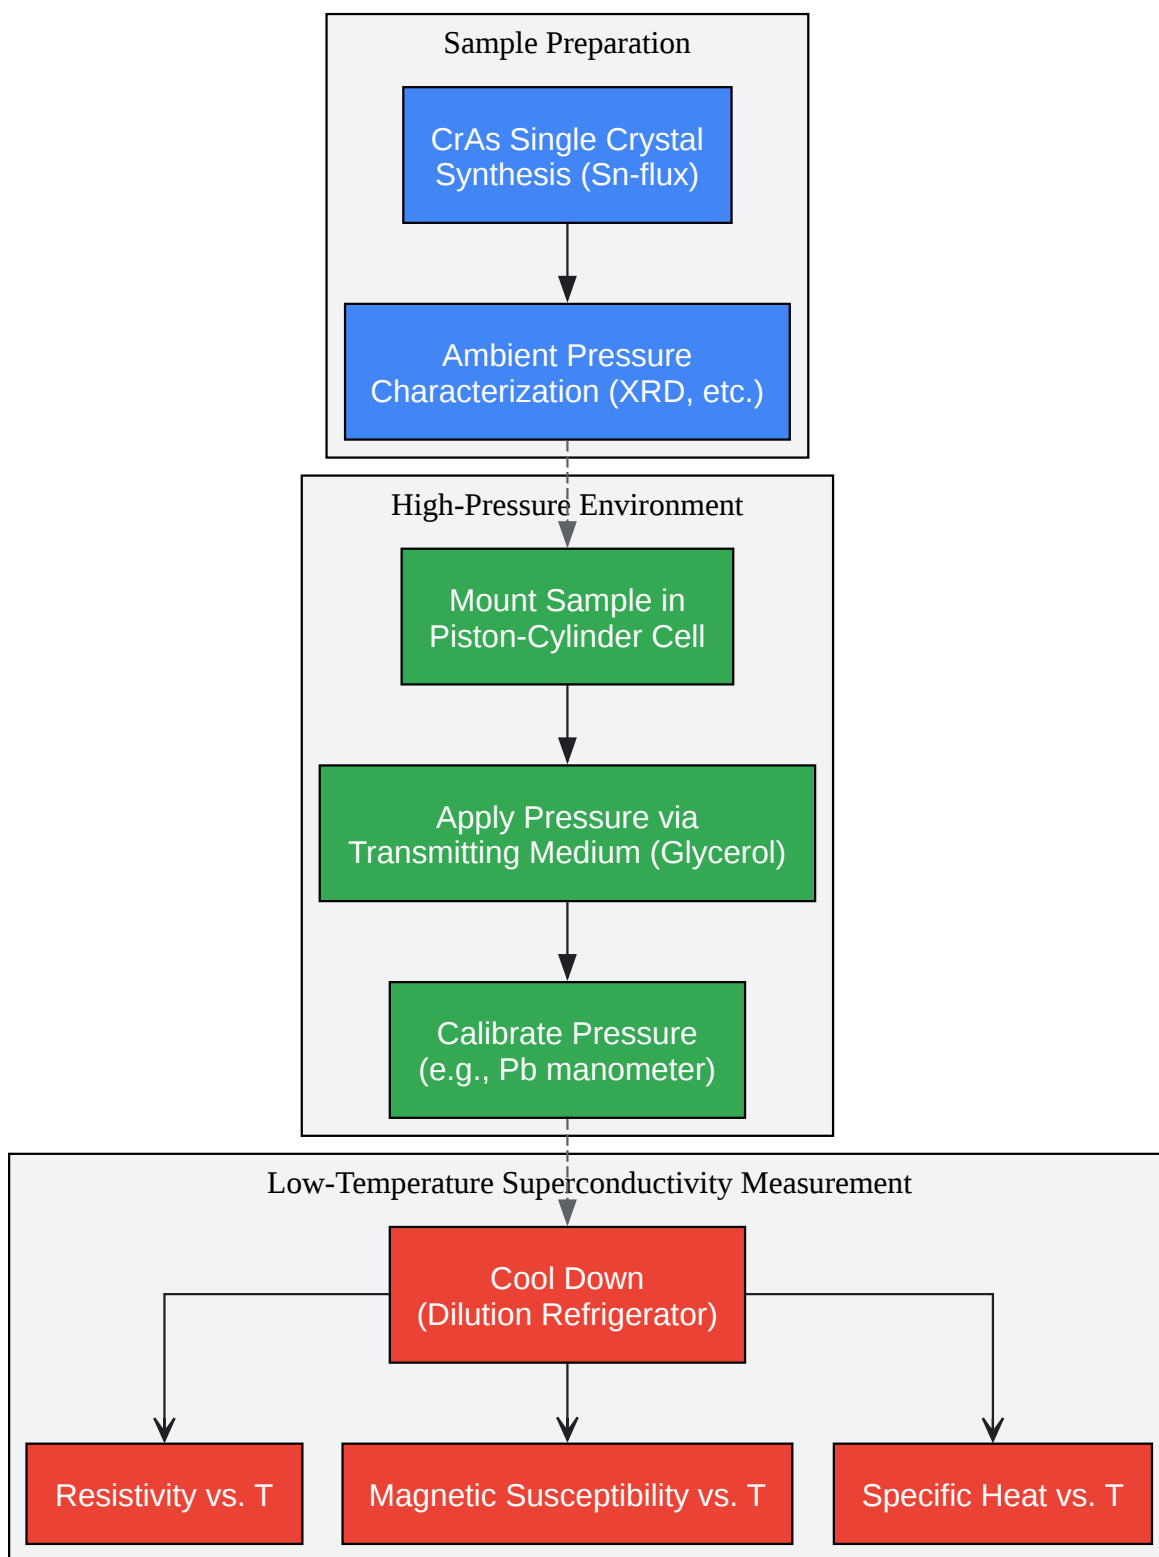 Sample Preparation
CrAs Single Crystal
Synthesis (Sn-flux)
Ambient Pressure
Characterization (XRD, etc.)
High-Pressure Environment
Mount Sample in
Piston-Cylinder Cell
Apply Pressure via
Transmitting Medium (Glycerol)
Calibrate Pressure
(e.g., Pb manometer)
Low-Temperature Superconductivity Measurement
Cool Down
(Dilution Refrigerator)
Resistivity vs. T
Magnetic Susceptibility vs. T
Specific Heat vs. T